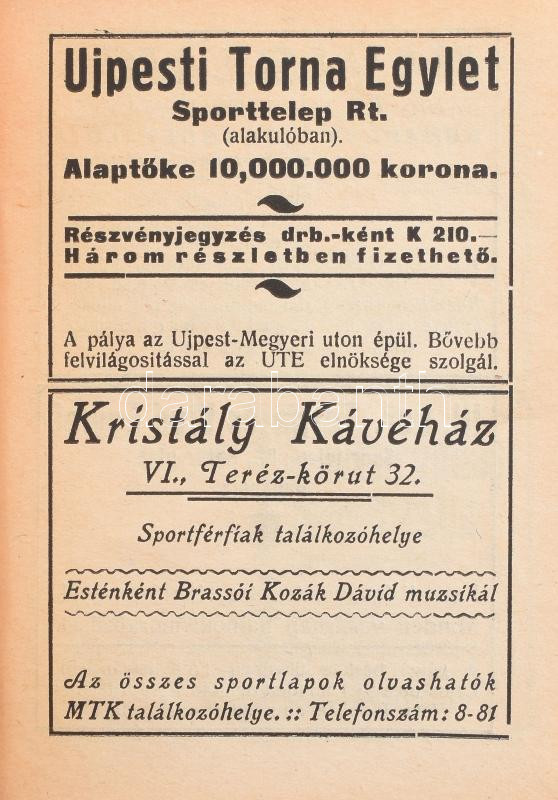 Ujpesti Torna Egylet
Sporttelep Rt.
(alakulóban).
Alaptőke 10,000.000 korona.
Részvényjegyzés drb.-ként K 210.—
Három részletben fizethető.
A pálya az Ujpest-Megyeri uton épül. Bővebb
felvilágositással az UTE elnöksége szolgál.
darabanth
Kristály Kávéház
VI., Teréz-körut 32.
Sportférfiak találkozóhelye
Esténként Brassói Kozák Dávid muzsikál
Az összes sportlapok olvashatók
MTK találkozóhelye. :: Telefonszám: 8-81